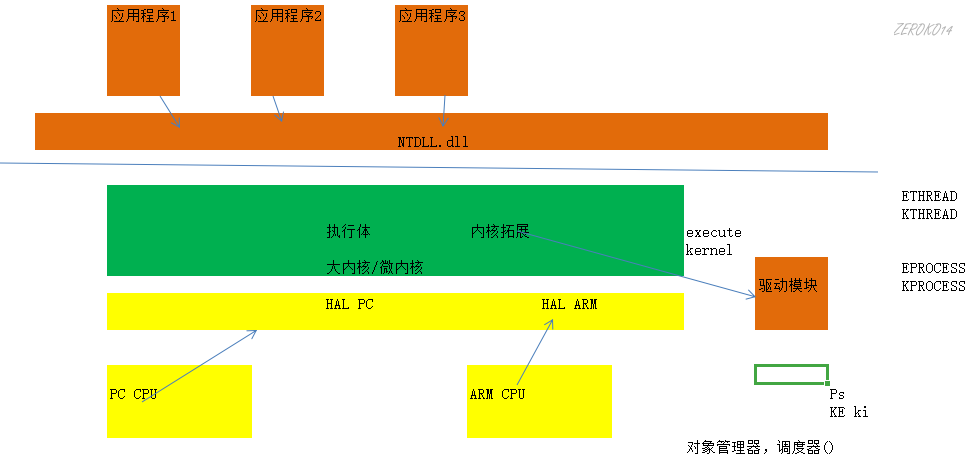 应用程序1
应用程序2
应用程序3
ZEROKO14
NTDLL.dll
ETHREAD
KTHREAD
执行体
内核拓展
execute
kernel
大内核/微内核
EPROCESS
KPROCESS
驱动模块
HAL PC
HAL ARM
PC CPU
ARM CPU
Ps
KE ki
对象管理器，调度器()